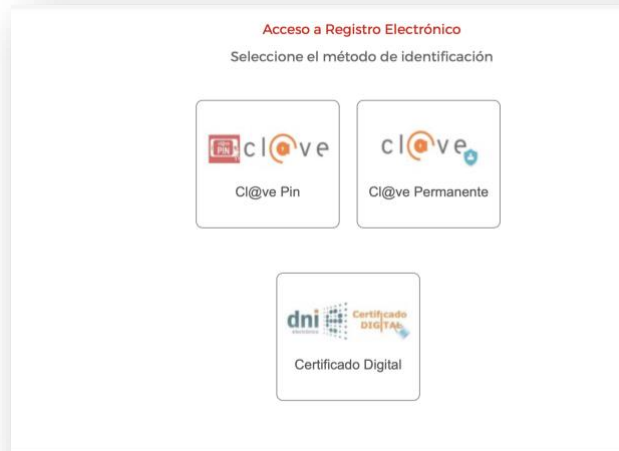 Acceso a Registro Electrónico
Seleccione el método de identificación
PIN cl@ve
cl@ve
Cl@ve Pin
Cl@ve Permanente
dni
Certificado
DIGITAL
Certificado Digital